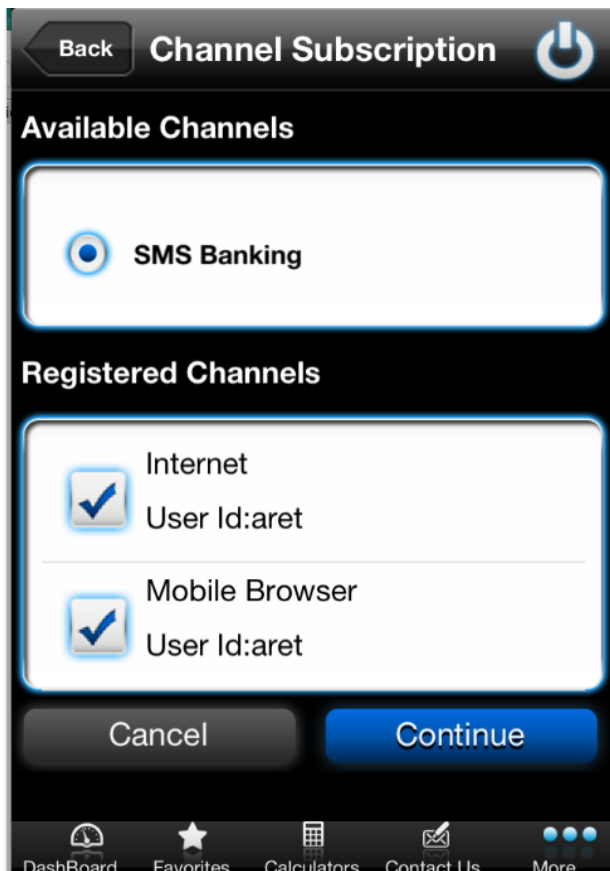 Back
Channel Subscription
Available Channels
SMS Banking
Registered Channels
Internet
User Id:aret
Mobile Browser
User Id:aret
Cancel
Continue
DashBoard
Favorites
Calculators
Contact Us
More